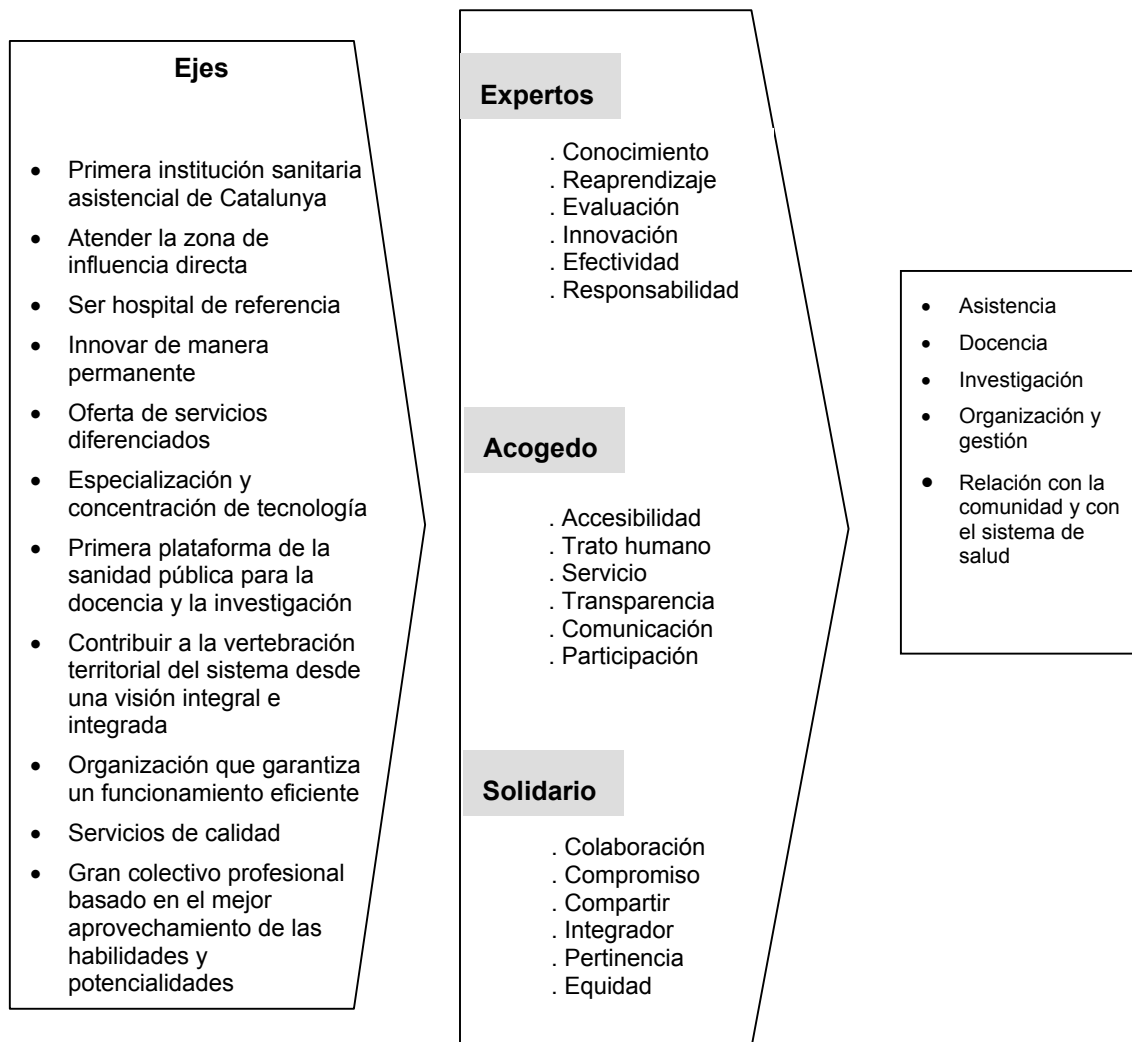 Ejes
• Primera institución sanitaria
asistencial de Catalunya
• Atender la zona de
influencia directa
• Ser hospital de referencia
• Innovar de manera
permanente
• Oferta de servicios
diferenciados
• Especialización y
concentración de tecnología
• Primera plataforma de la
sanidad pública para la
docencia y la investigación
• Contribuir a la vertebración
territorial del sistema desde
una visión integral e
integrada
• Organización que garantiza
un funcionamiento eficiente
• Servicios de calidad
• Gran colectivo profesional
basado en el mejor
aprovechamiento de las
habilidades y
potencialidades
Expertos
. Conocimiento
. Reaprendizaje
. Evaluación
. Innovación
. Efectividad
. Responsabilidad
Acogedo
. Accesibilidad
. Trato humano
. Servicio
. Transparencia
. Comunicación
. Participación
Solidario
. Colaboración
. Compromiso
. Compartir
. Integrador
. Pertinencia
. Equidad
• Asistencia
• Docencia
• Investigación
• Organización y
gestión
• Relación con la
comunidad y con
el sistema de
salud